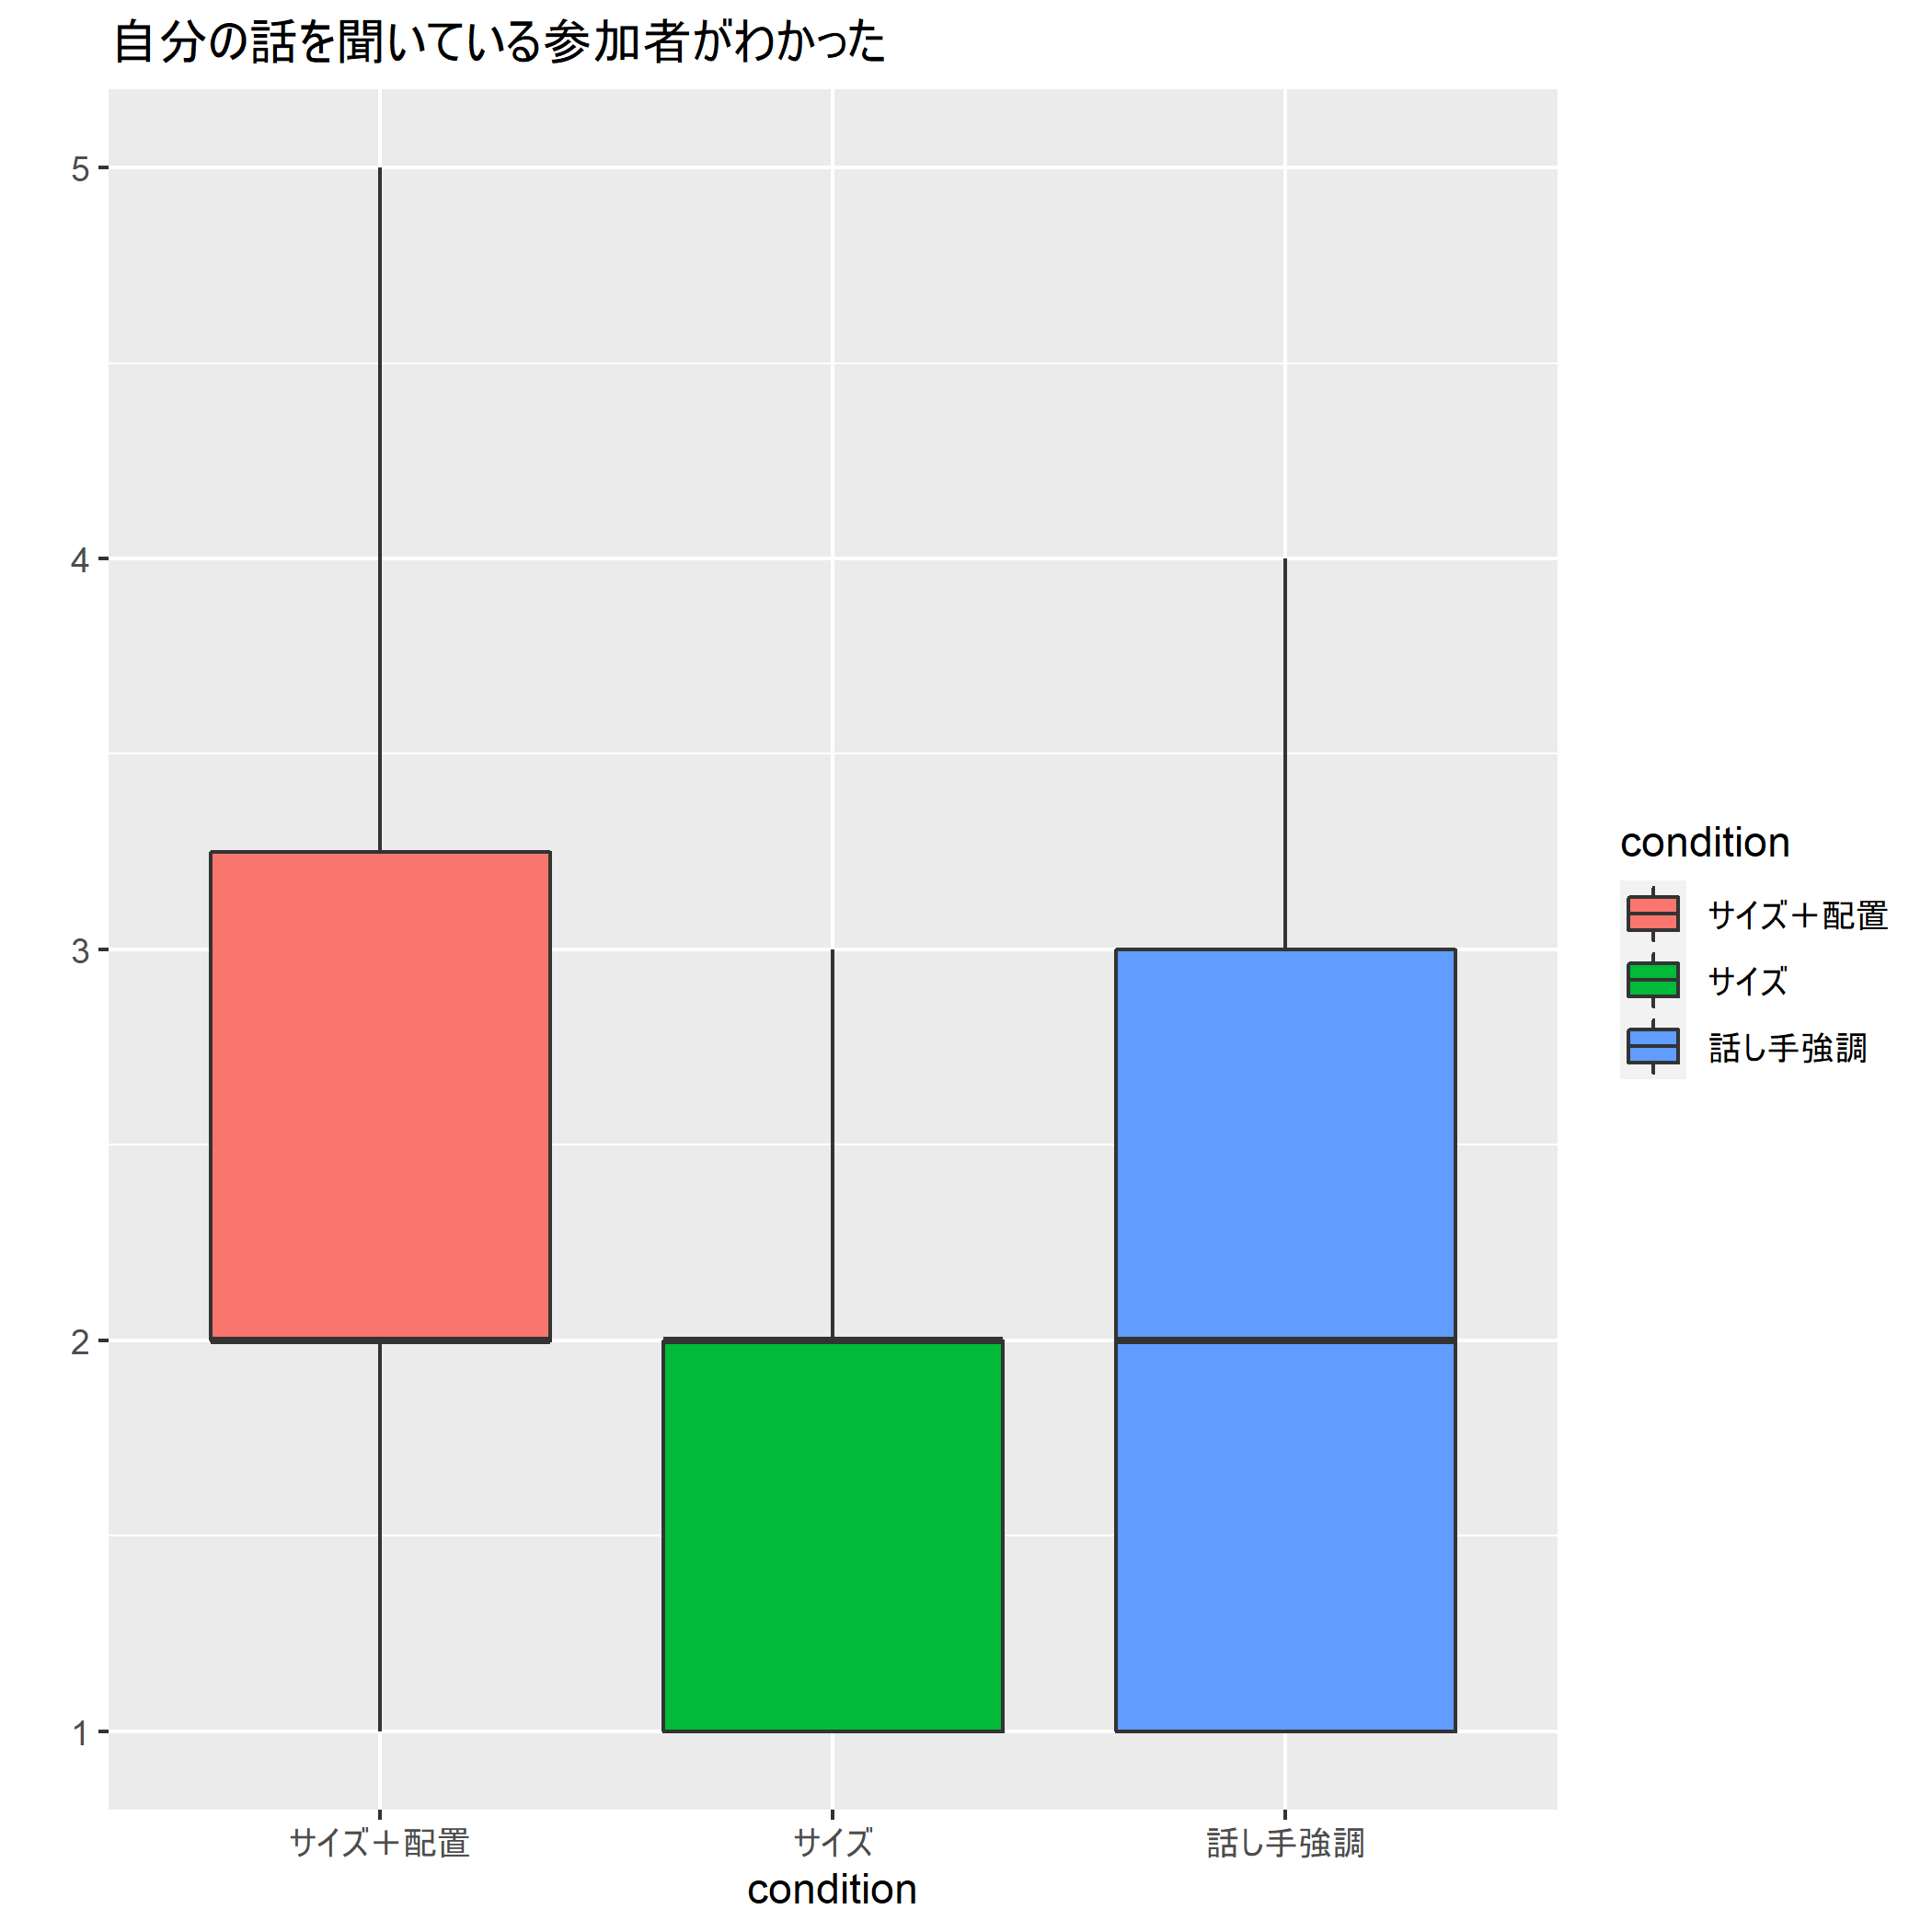 自分の話を聞いている参加者がわかった
5
4
3
2
1
サイズ＋配置
サイズ
話し手強調
condition
condition
サイズ＋配置
サイズ
話し手強調